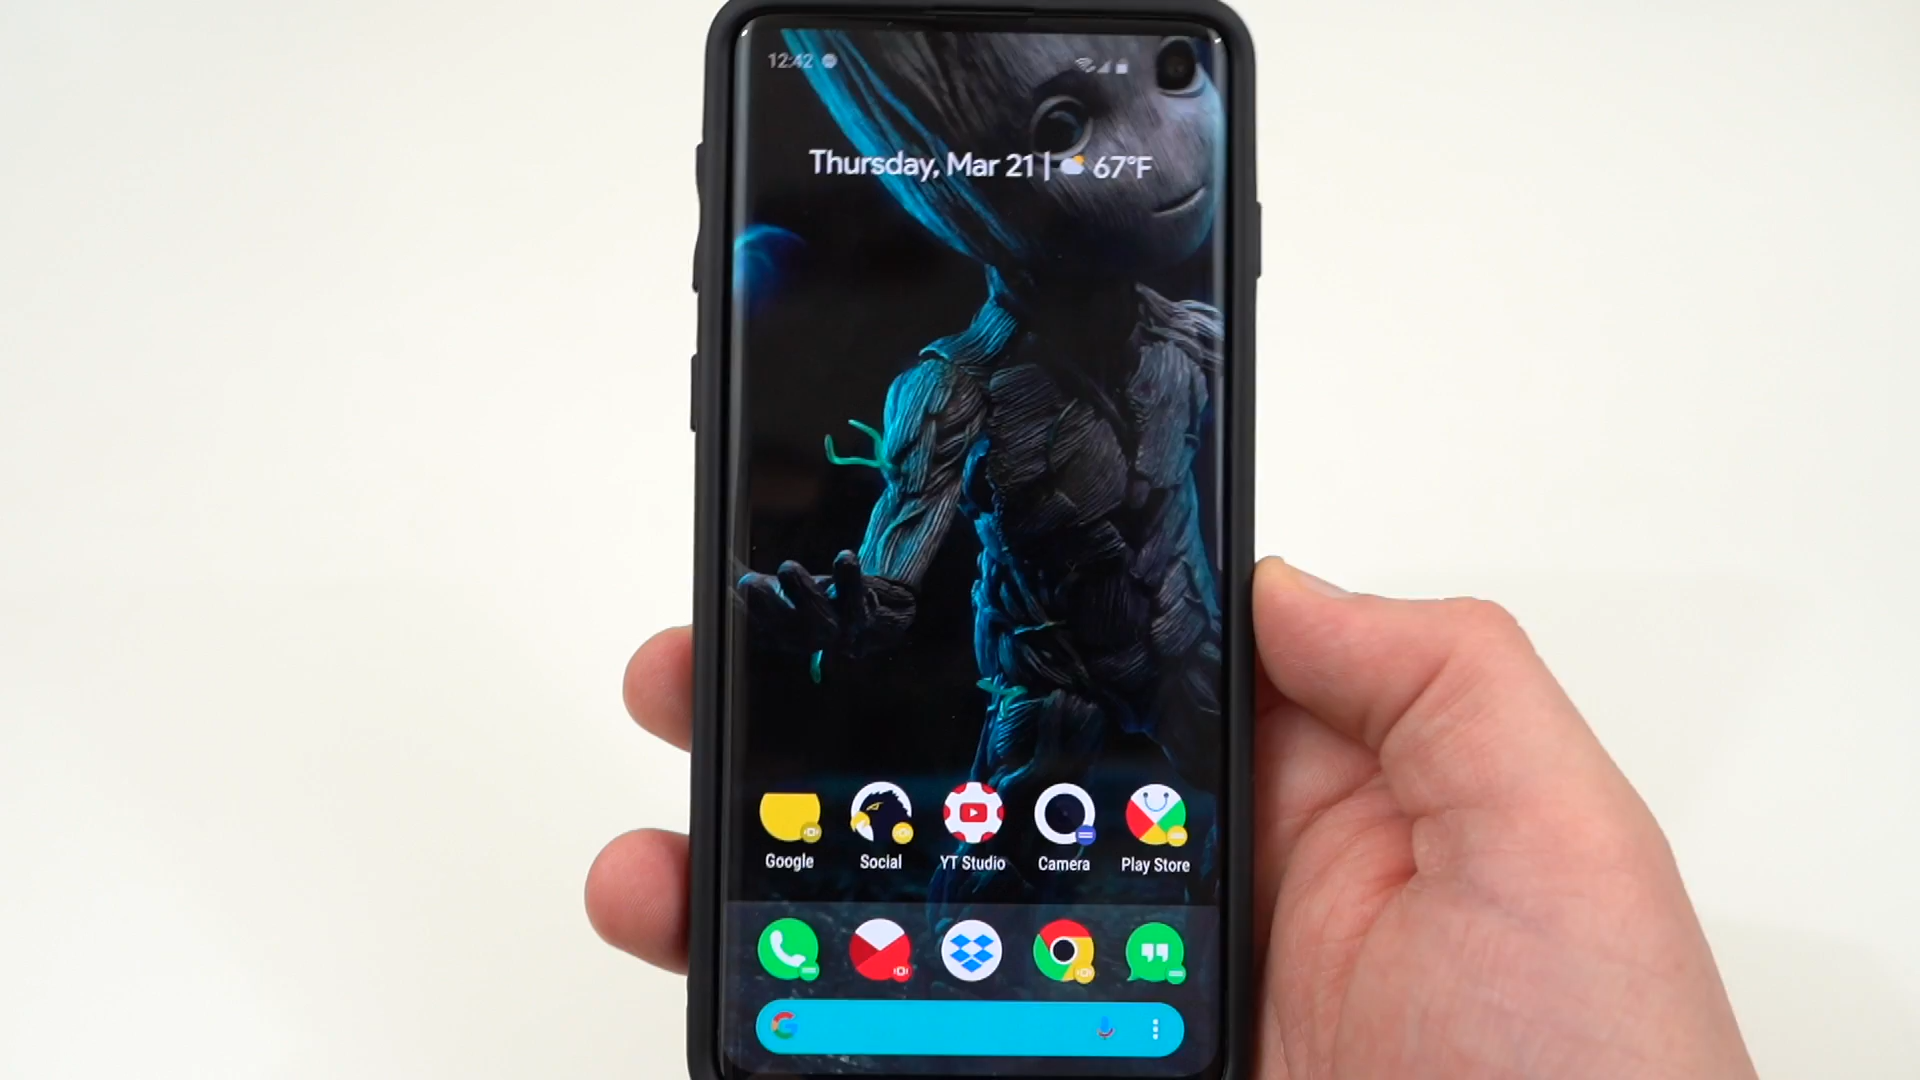 12:42
Thursday, Mar 21 | 67°F
Google
Social
YT Studio
Camera
Play Store